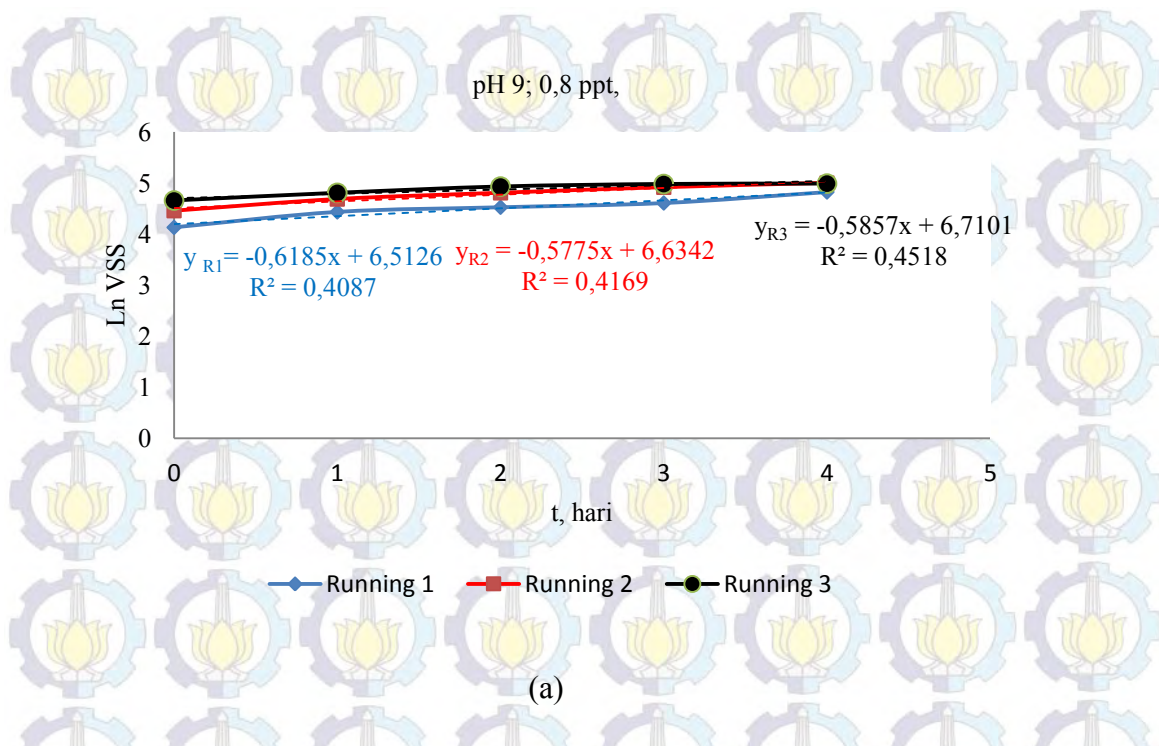 pH 9; 0,8 ppt,
6
5
4
3
2
1
0
Ln VSS
y R1= -0,6185x + 6,5126
R² = 0,4087
yR2= -0,5775x + 6,6342
R² = 0,4169
yR3 = -0,5857x + 6,7101
R² = 0,4518
0 1 2 3 4 5
t, hari
Running 1 Running 2 Running 3
(a)